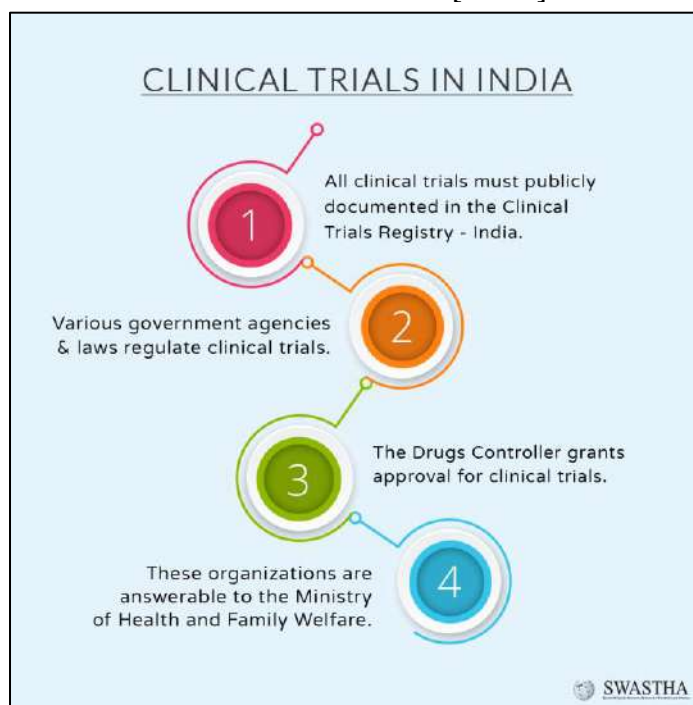 CLINICAL TRIALS IN INDIA
1
All clinical trials must publicly
documented in the Clinical
Trials Registry - India.
Various government agencies
& laws regulate clinical trials.
2
3
The Drugs Controller grants
approval for clinical trials.
These organizations are
answerable to the Ministry
of Health and Family Welfare.
4
SWASTHA